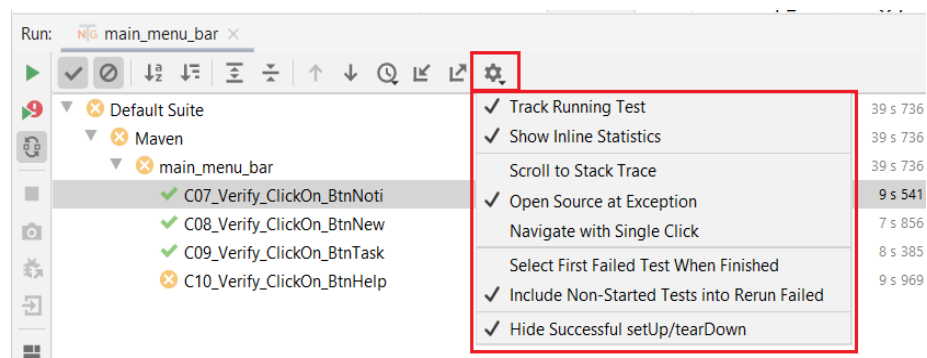 Run: NG main_menu_bar
9
Default Suite 39 s 736
Maven 39 s 736
main_menu_bar 39 s 736
C07_Verify_ClickOn_BtnNoti 9 s 541
C08_Verify_ClickOn_BtnNew 7 s 856
C09_Verify_ClickOn_BtnTask 8 s 385
C10_Verify_ClickOn_BtnHelp 9 s 969
Track Running Test
Show Inline Statistics
Scroll to Stack Trace
Open Source at Exception
Navigate with Single Click
Select First Failed Test When Finished
Include Non-Started Tests into Rerun Failed
Hide Successful setUp/tearDown